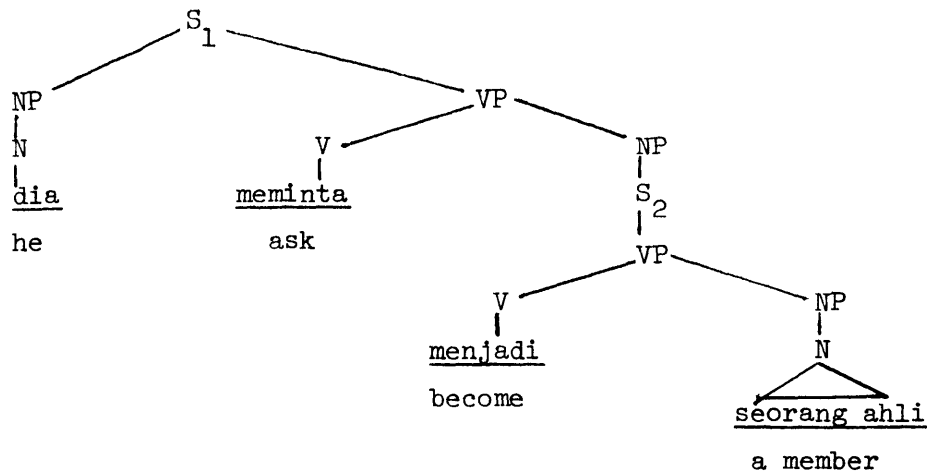 S1
NP VP
N V NP
dia meminta S2
he ask VP
V NP
menjadi N
become seorang ahli
a member